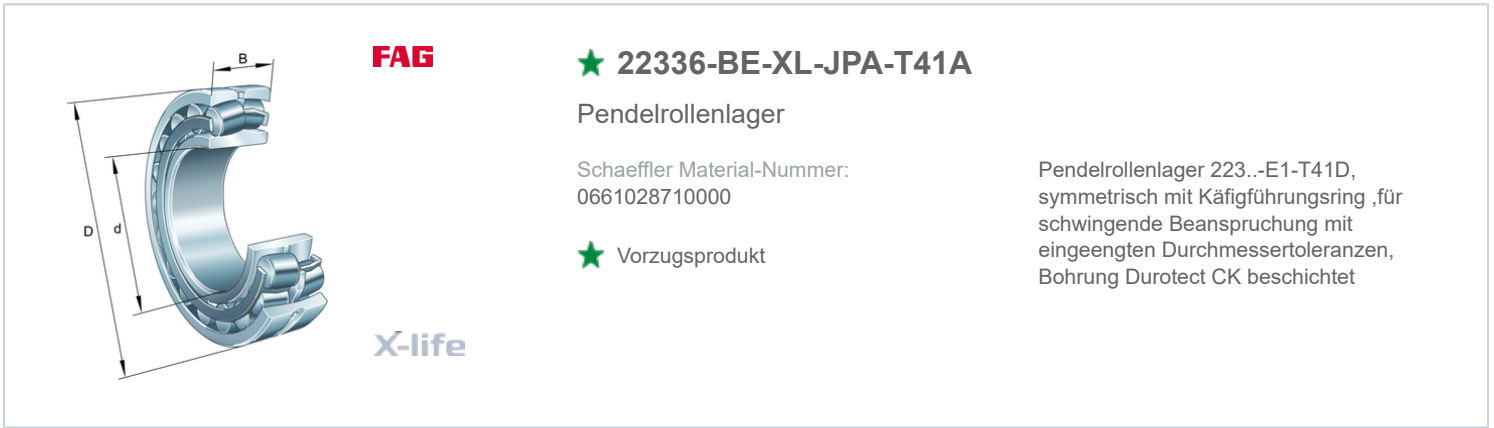 B
D
d
FAG
X-life
22336-BE-XL-JPA-T41A
Pendelrollenlager
Schaeffler Material-Nummer:
0661028710000
Vorzugsprodukt
Pendelrollenlager 223..-E1-T41D,
symmetrisch mit Käfigführungsring ,für
schwingende Beanspruchung mit
eingeengten Durchmessertoleranzen,
Bohrung Durotect CK beschichtet